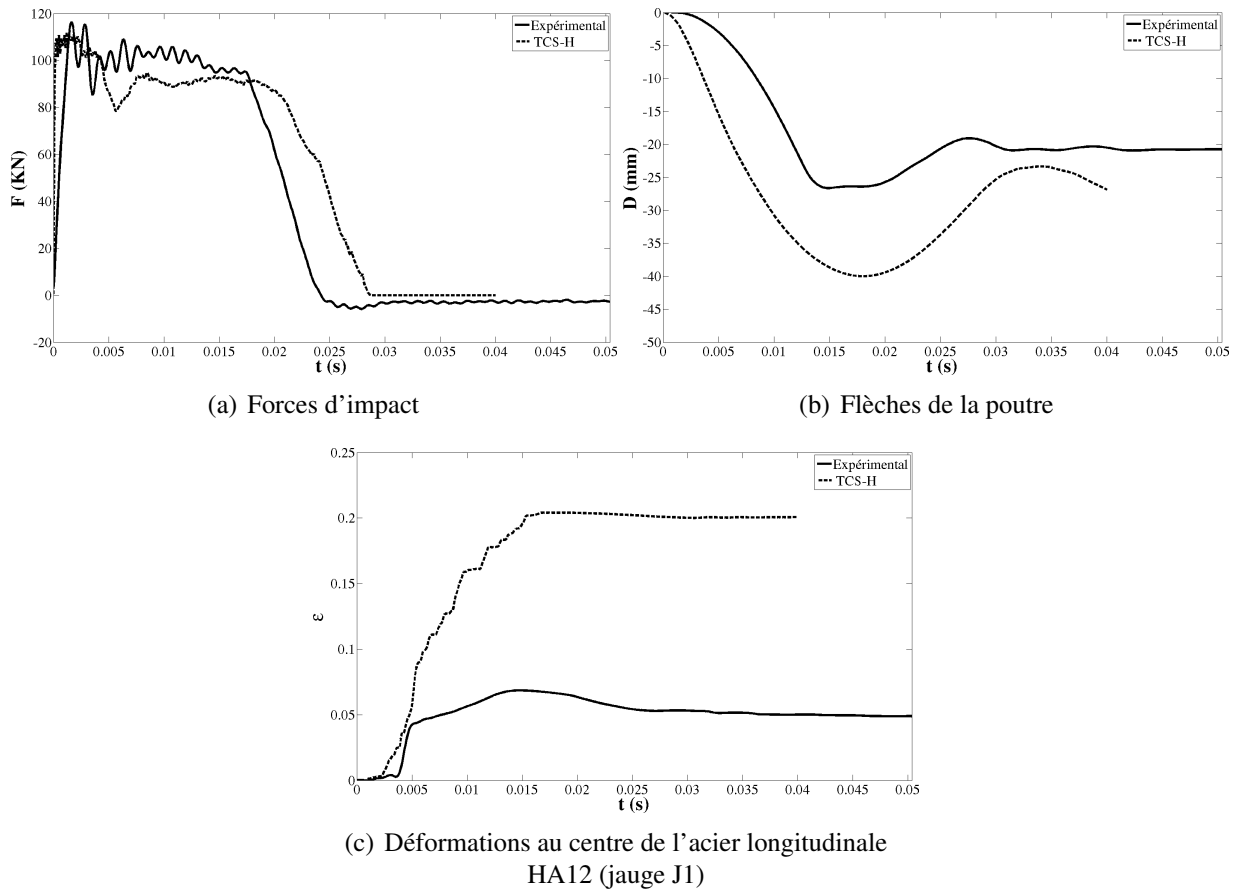 120
100
80
60
40
20
0
-20
F (KN)
Expérimental
TCS-H
0 0.005 0.01 0.015 0.02 0.025 0.03 0.035 0.04 0.045 0.05
t (s)
(a) Forces d'impact
0
-5
-10
-15
-20
-25
-30
-35
-40
-45
-50
D (mm)
Expérimental
TCS-H
0 0.005 0.01 0.015 0.02 0.025 0.03 0.035 0.04 0.045 0.05
t (s)
(b) Flèches de la poutre
0.25
0.2
0.15
0.1
0.05
0
ε
Expérimental
TCS-H
0 0.005 0.01 0.015 0.02 0.025 0.03 0.035 0.04 0.045 0.05
t (s)
(c) Déformations au centre de l'acier longitudinale
HA12 (jauge J1)